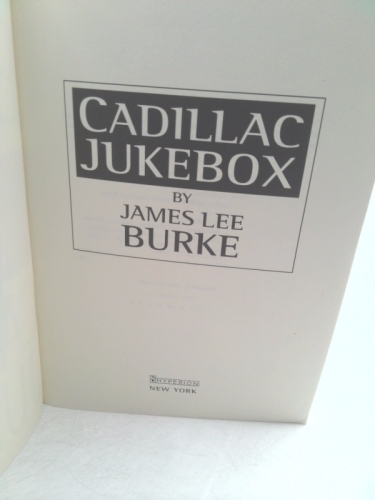 CADILLAC
JUKEBOX
BY
JAMES LEE
BURKE
HYPERION
NEW YORK